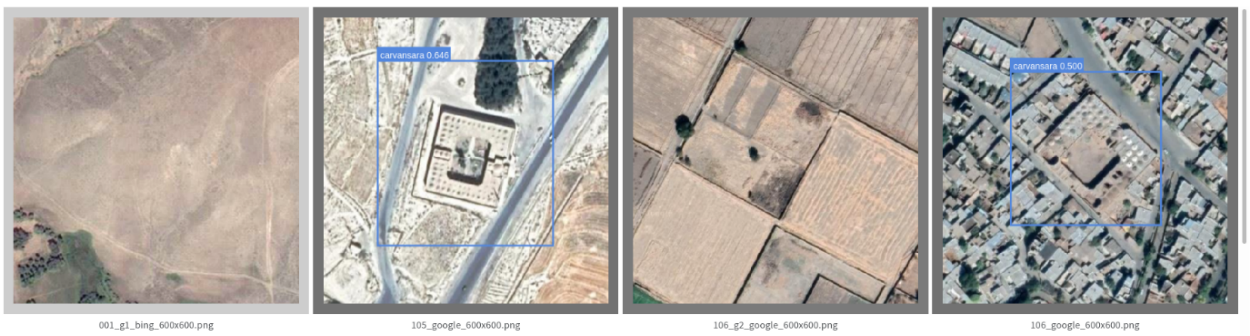 carvansara 0.646
carvansara 0.500
001_g1_bing_600x600.png
105_google_600x600.png
106_g2_google_600x600.png
106_google_600x600.png